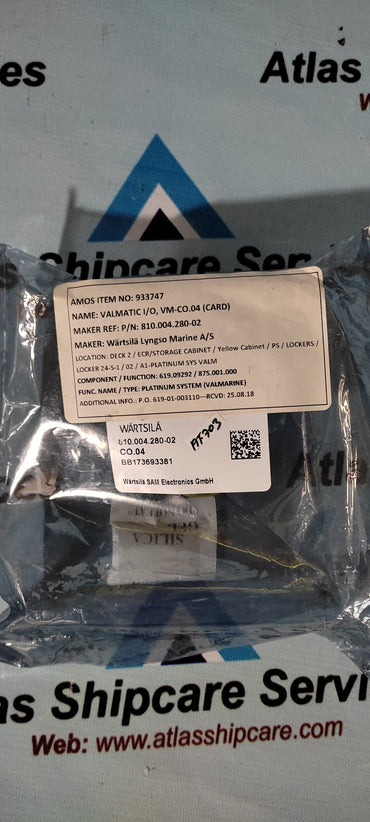 es
Atlas
W
Shipcare Serv
AMOS ITEM NO: 933747
NAME: VALMATIC I/O, VM-CO.04 (CARD)
MAKER REF: P/N: 810.004.280-02
MAKER: Wärtsilä Lyngso Marine A/S
LOCATION: DECK 2 / ECR/STORAGE CABINET / Yellow Cabinet / PS / LOCKERS /
LOCKER 24-5-1 / 02 / A1-PLATINUM SYS VALM
COMPONENT / FUNCTION: 619.09292 / 875.001.000
FUNC. NAME / TYPE: PLATINUM SYSTEM (VALMARINE)
ADDITIONAL INFO.: P.O. 619-01-003110—RCVD: 25.08.18
WÄRTSILÄ
810.004.280-02
CO.04
BB173693381
AF703
Wärtsilä SAM Electronics GmbH
SILICA
GEL
as Shipcare Servi
Web: www.atlasshipcare.com